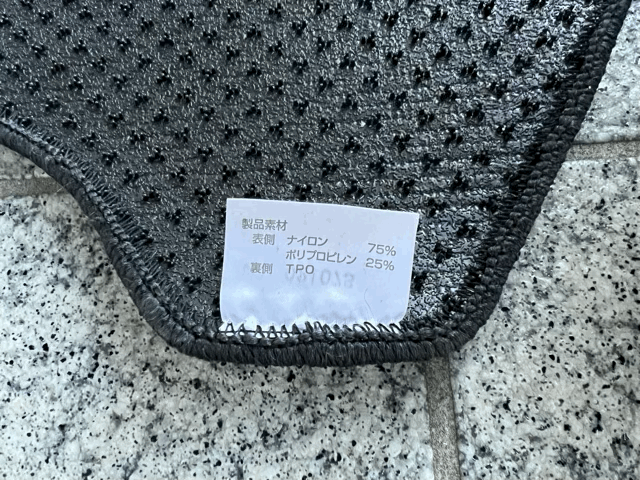 製品素材
表側 ナイロン 75%
ポリプロピレン 25%
裏側 TPO